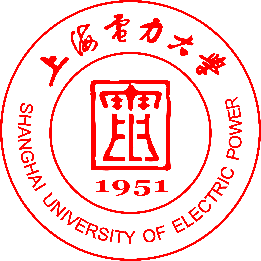 上海电力大学
1951
SHANGHAI UNIVERSITY OF ELECTRIC POWER